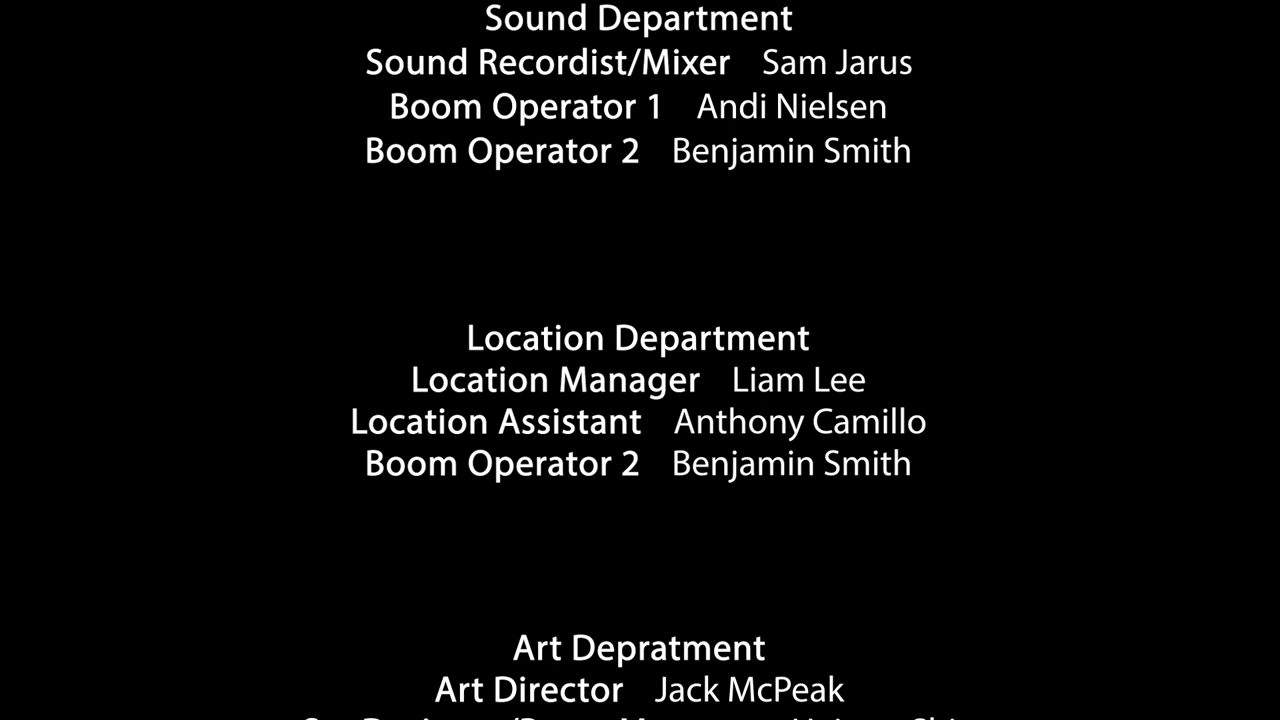 Sound Department
Sound Recordist/Mixer Sam Jarus
Boom Operator 1 Andi Nielsen
Boom Operator 2 Benjamin Smith
Location Department
Location Manager Liam Lee
Location Assistant Anthony Camillo
Boom Operator 2 Benjamin Smith
Art Depratment
Art Director Jack McPeak